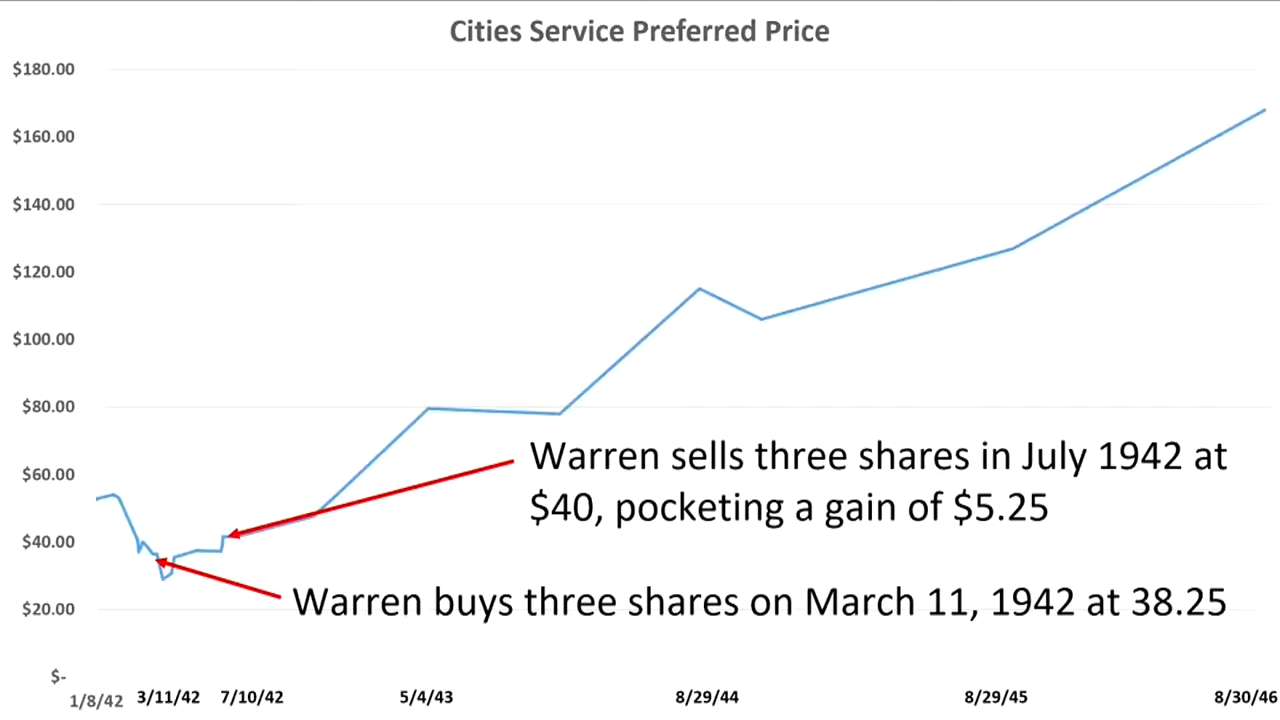 Cities Service Preferred Price
$180.00
$160.00
$140.00
$120.00
$100.00
$80.00
$60.00
$40.00
$20.00
$-
Warren sells three shares in July 1942 at
$40, pocketing a gain of $5.25
Warren buys three shares on March 11, 1942 at 38.25
1/8/42 3/11/42 7/10/42 5/4/43 8/29/44 8/29/45 8/30/46